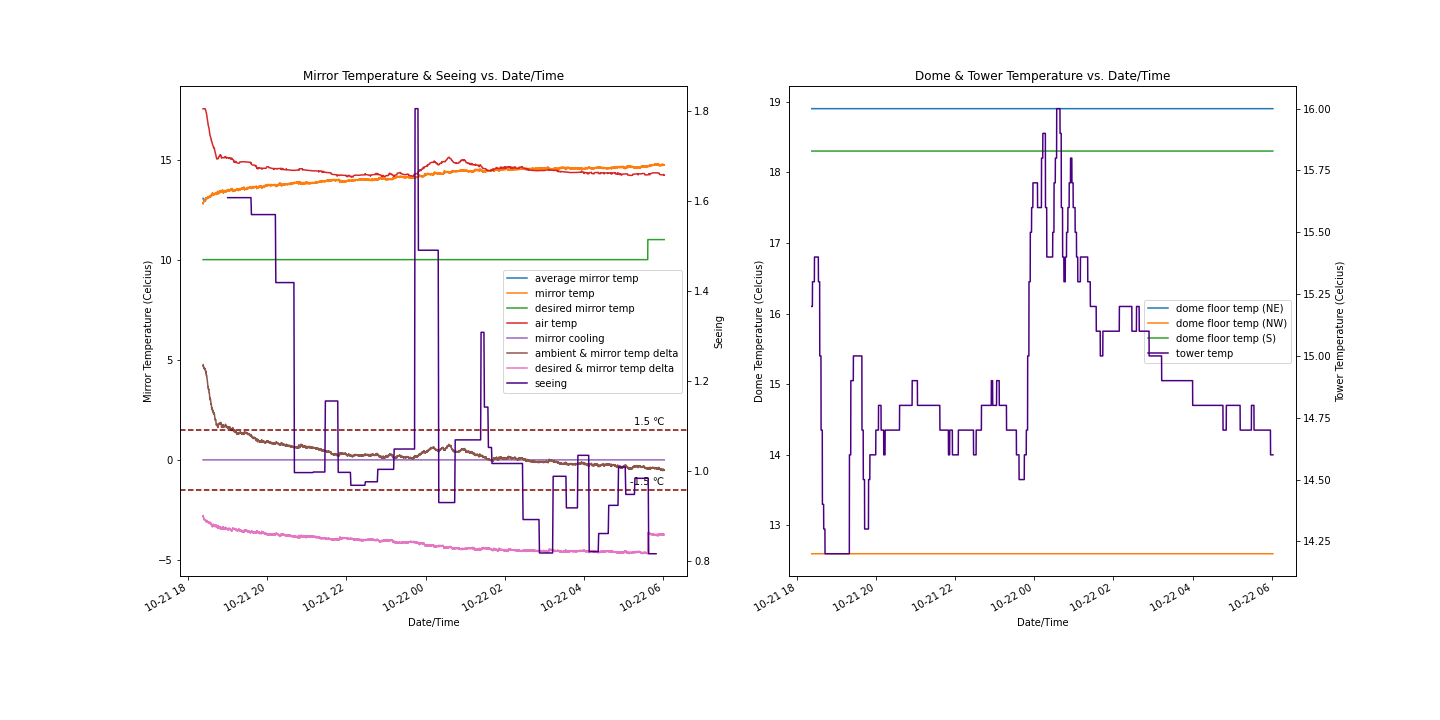 Mirror Temperature & Seeing vs. Date/Time
Mirror Temperature (Celcius)
15
10
5
0
−5
1.8
1.6
1.4
1.2
1.0
0.8
Seeing
average mirror temp
mirror temp
desired mirror temp
air temp
mirror cooling
ambient & mirror temp delta
desired & mirror temp delta
seeing
1.5 °C
-1.5 °C
10-21 18
10-21 20
10-21 22
10-22 00
10-22 02
10-22 04
10-22 06
Date/Time
Dome & Tower Temperature vs. Date/Time
Dome Temperature (Celcius)
19
18
17
16
15
14
13
16.00
15.75
15.50
15.25
15.00
14.75
14.50
14.25
Tower Temperature (Celcius)
dome floor temp (NE)
dome floor temp (NW)
dome floor temp (S)
tower temp
10-21 18
10-21 20
10-21 22
10-22 00
10-22 02
10-22 04
10-22 06
Date/Time